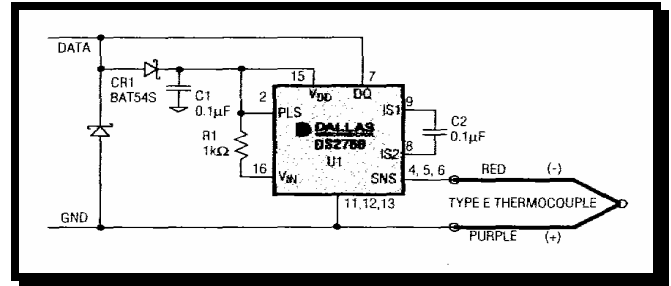 DATA
CR1
BAT54S
C1
0.1µF
15
7
VDD
DQ
2
PLS
IS1
9
DALLAS
DS2760
U1
C2
0.1µF
R1
1kΩ
IS2
8
16
VIN
SNS
4, 5, 6
RED
(-)
11,12,13
TYPE E THERMOCOUPLE
GND
PURPLE
(+)